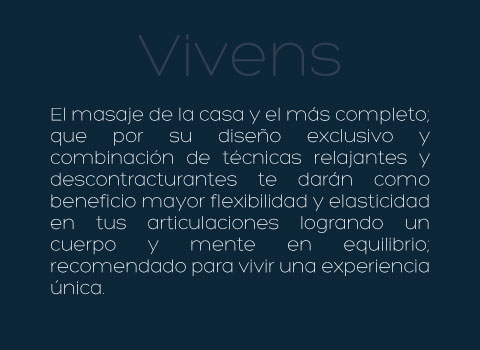 Vivens
El masaje de la casa y el más completo;
que por su diseño exclusivo y
combinación de técnicas relajantes y
descontracturantes te darán como
beneficio mayor flexibilidad y elasticidad
en tus articulaciones logrando un
cuerpo y mente en equilibrio;
recomendado para vivir una experiencia
única.